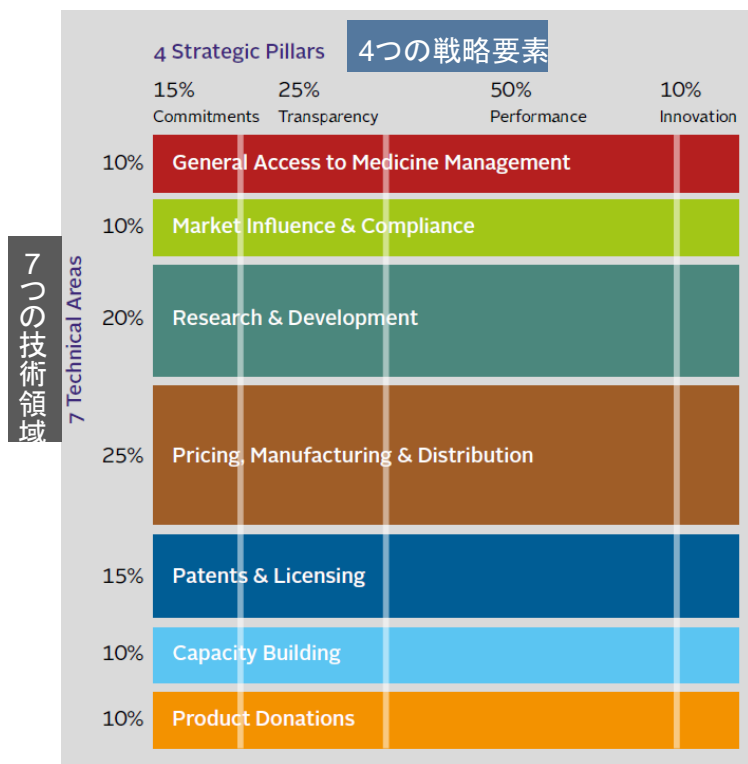 4 Strategic Pillars
4つの戦略要素
15% 25% 50% 10%
Commitments Transparency Performance Innovation
7つの技術領域
7 Technical Areas
10% General Access to Medicine Management
10% Market Influence & Compliance
20% Research & Development
25% Pricing, Manufacturing & Distribution
15% Patents & Licensing
10% Capacity Building
10% Product Donations